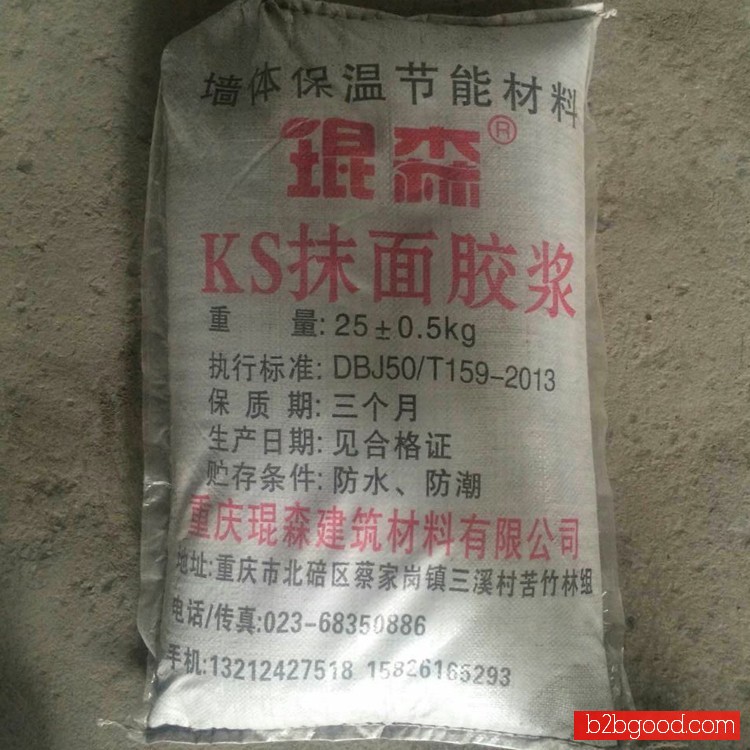 墙体保温节能材料
琨森®
KS抹面胶浆
重 量: 25±0.5kg
执行标准: DBJ50/T159-2013
保 质 期: 三个月
生产日期: 见合格证
贮存条件: 防水、防潮
重庆琨森建筑材料有限公司
地址:重庆市北碚区蔡家岗镇三溪村苦竹林组
电话/传真:023-68350886
手机:13212427518 15826165293
b2bgood.com